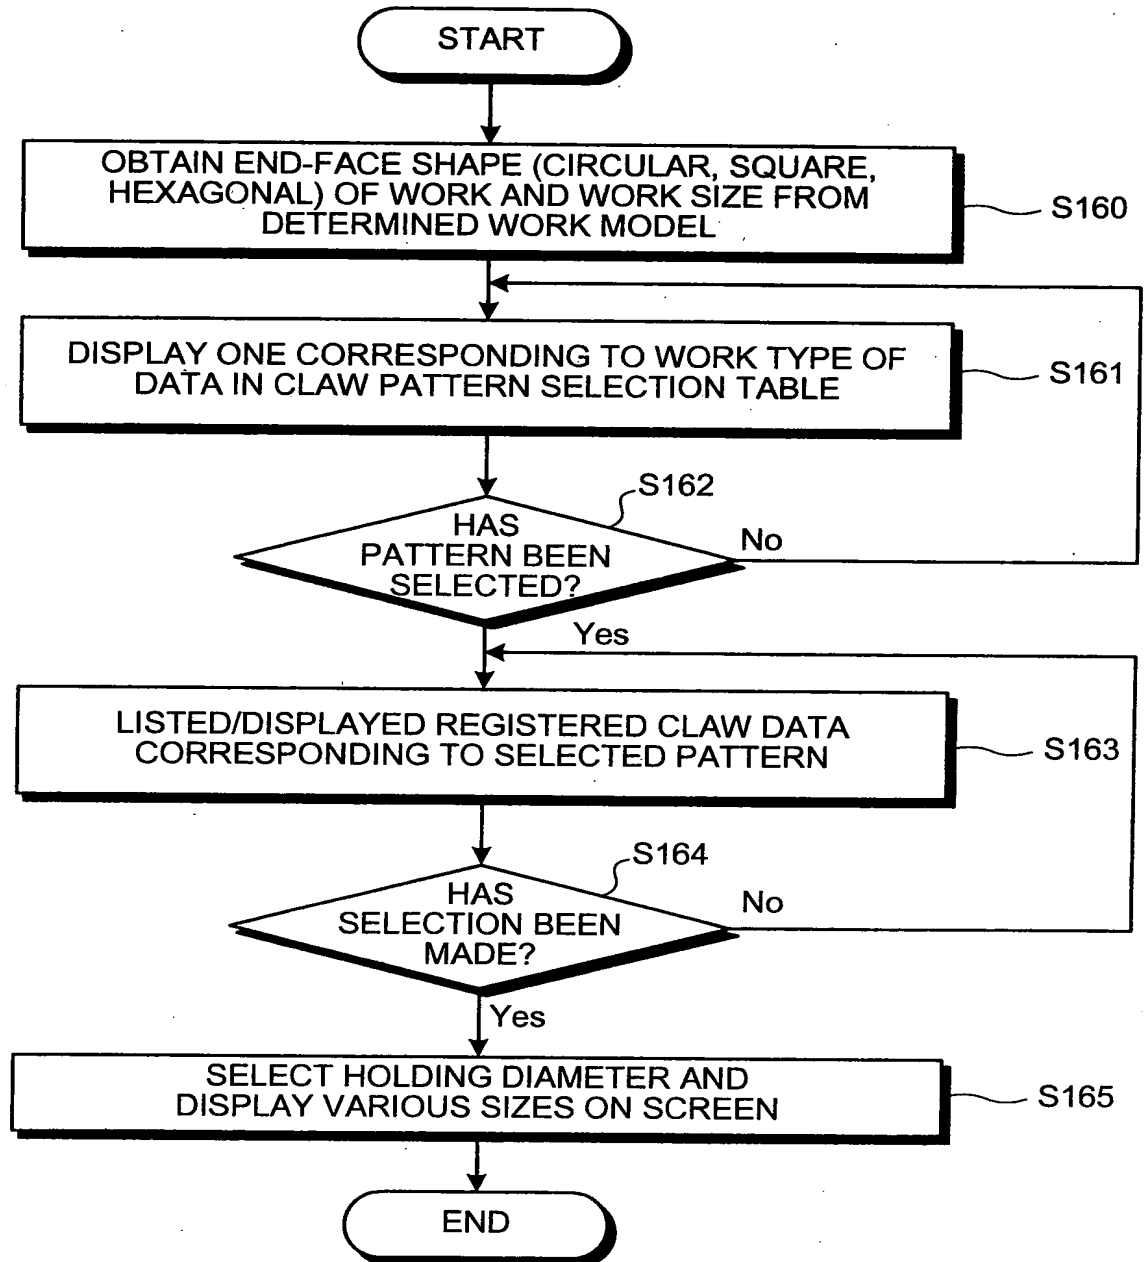 START
OBTAIN END-FACE SHAPE (CIRCULAR, SQUARE,
HEXAGONAL) OF WORK AND WORK SIZE FROM
DETERMINED WORK MODEL
S160
DISPLAY ONE CORRESPONDING TO WORK TYPE OF
DATA IN CLAW PATTERN SELECTION TABLE
S161
S162
HAS
PATTERN BEEN
SELECTED?
No
Yes
LISTED/DISPLAYED REGISTERED CLAW DATA
CORRESPONDING TO SELECTED PATTERN
S163
S164
HAS
SELECTION BEEN
MADE?
No
Yes
SELECT HOLDING DIAMETER AND
DISPLAY VARIOUS SIZES ON SCREEN
S165
END